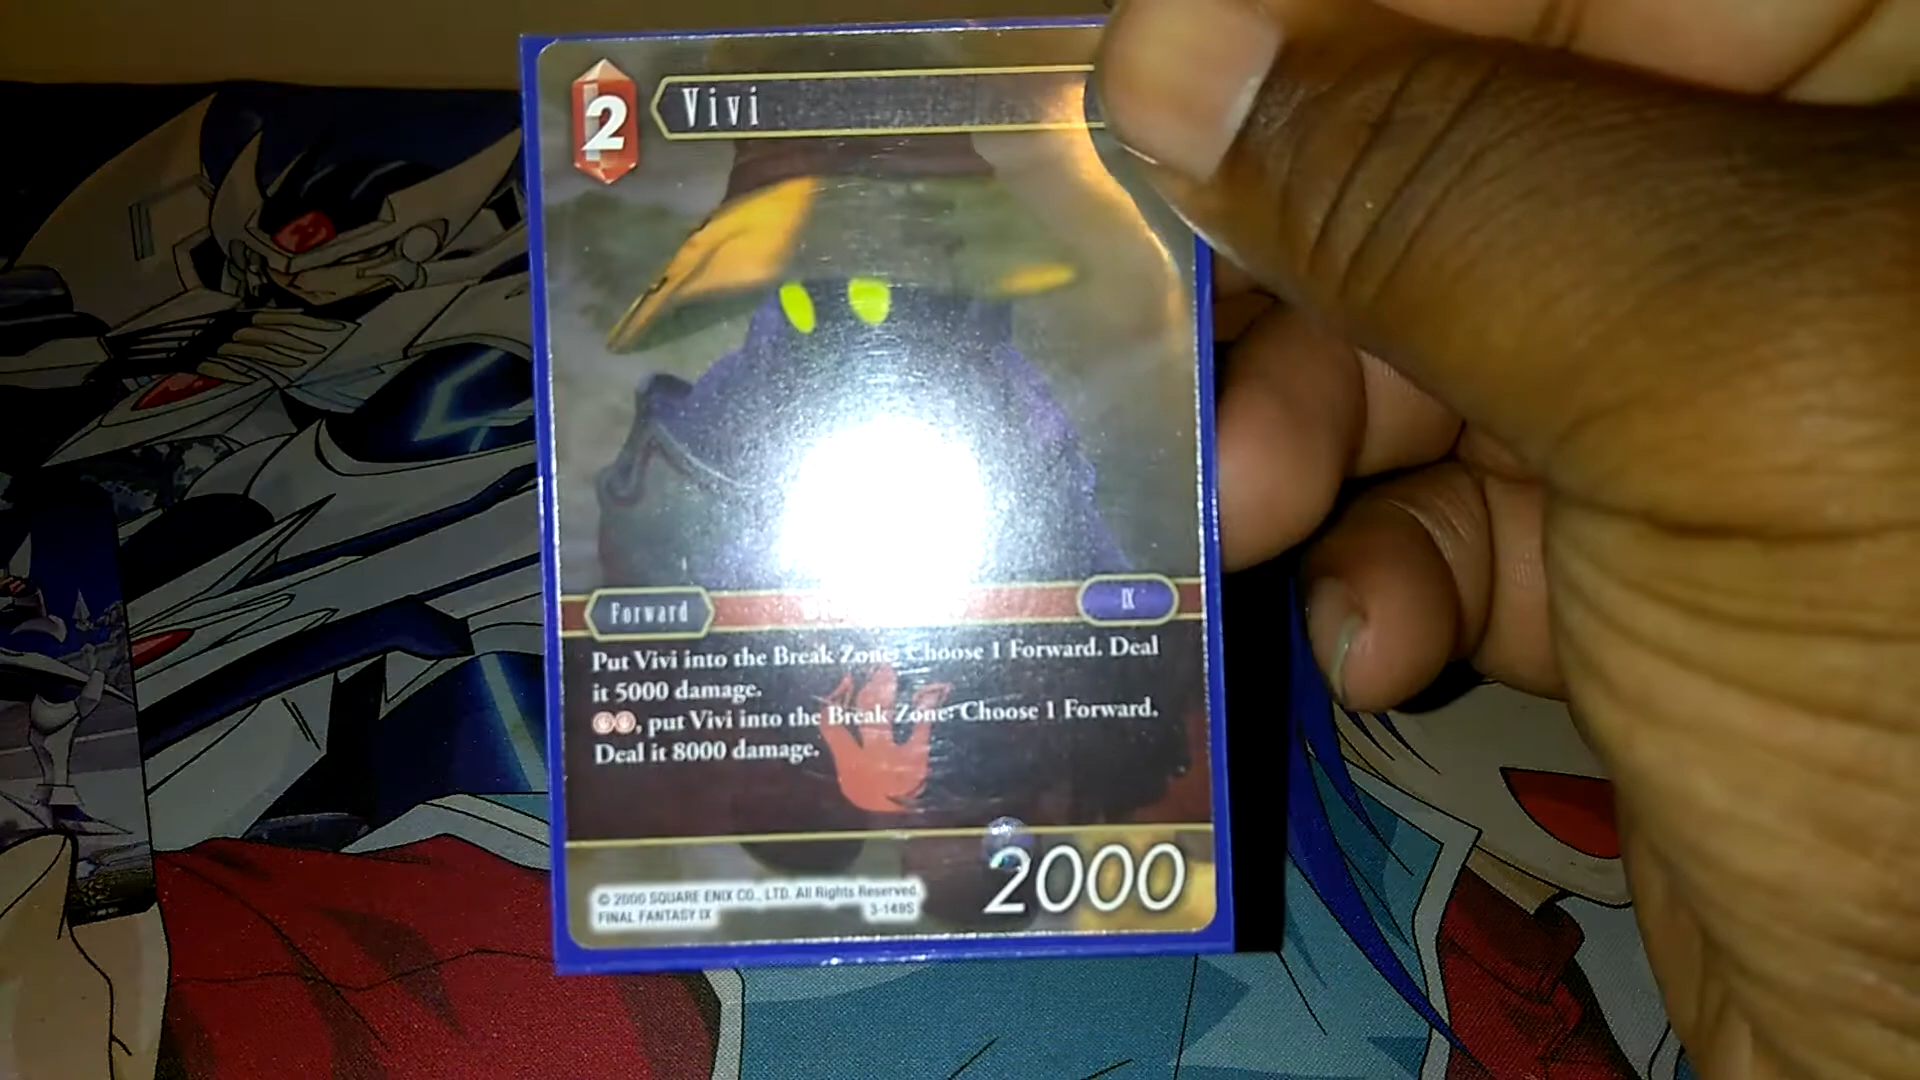 2
Vivi
Forward
IX
Put Vivi into the Break Zone: Choose 1 Forward. Deal
it 5000 damage.
, put Vivi into the Break Zone: Choose 1 Forward.
Deal it 8000 damage.
2000
© 2000 SQUARE ENIX CO., LTD. All Rights Reserved.
FINAL FANTASY IX
3-149S